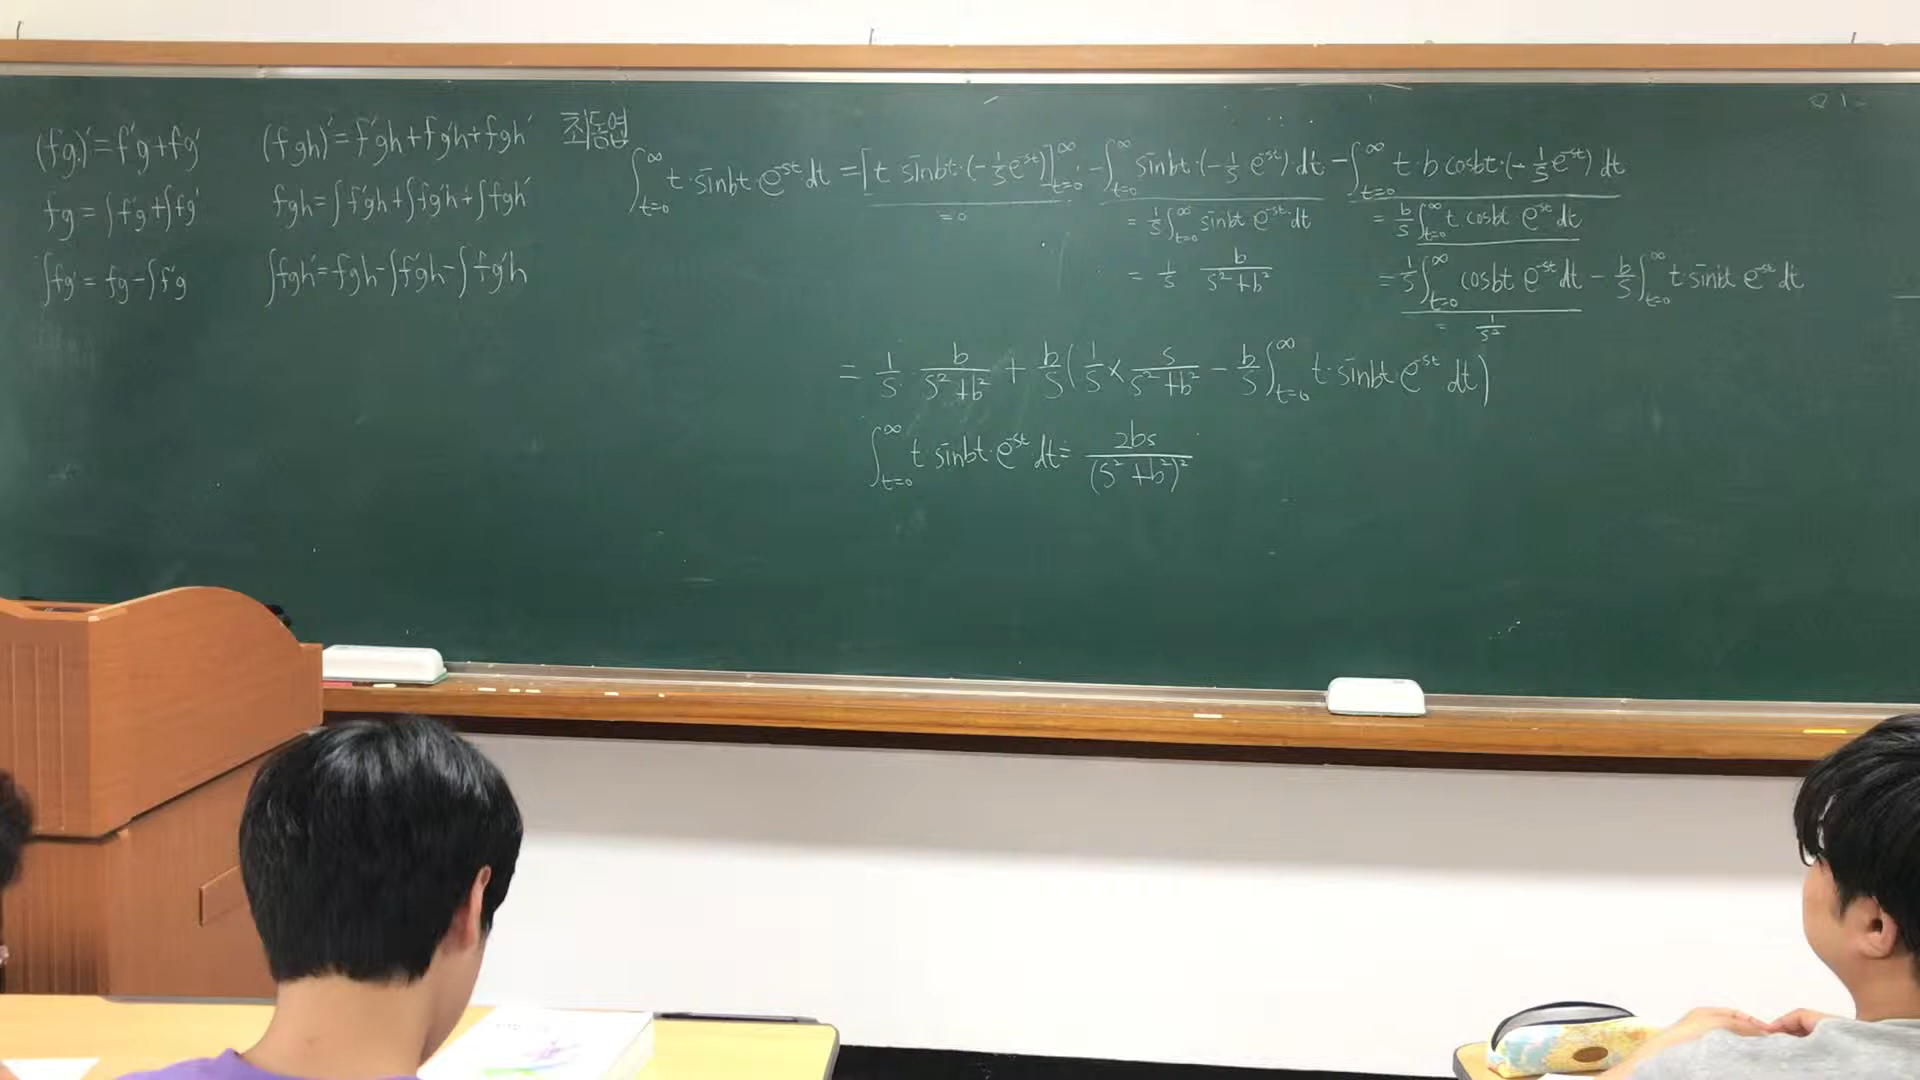 (fg)' = f'g + fg'
fg = ∫f'g + ∫fg'
∫fg' = fg - ∫f'g
(fgh)' = f'gh + fg'h + fgh'
fgh = ∫f'gh + ∫fg'h + ∫fgh'
∫fgh' = fgh - ∫f'gh - ∫fg'h
최동엽
∫_{t=0}^{∞} t·sinbt·e^{-st} dt = [t sinbt·(-1/s e^{-st})]_{t=0}^{∞} - ∫_{t=0}^{∞} sinbt·(-1/s e^{-st})·dt - ∫_{t=0}^{∞} t·b cosbt·(-1/s e^{-st}) dt
= 0
= 1/s ∫_{t=0}^{∞} sinbt e^{-st} dt
= 1/s b/(s²+b²)
= b/s ∫_{t=0}^{∞} t cosbt·e^{-st} dt
= 1/s ∫_{t=0}^{∞} cosbt e^{-st} dt - b/s ∫_{t=0}^{∞} t·sinbt e^{-st} dt
= 1/s²
= 1/s · b/(s²+b²) + b/s (1/s × s/(s²+b²) - b/s ∫_{t=0}^{∞} t·sinbt e^{-st} dt)
∫_{t=0}^{∞} t·sinbt·e^{-st} dt = 2bs/(s²+b²)²